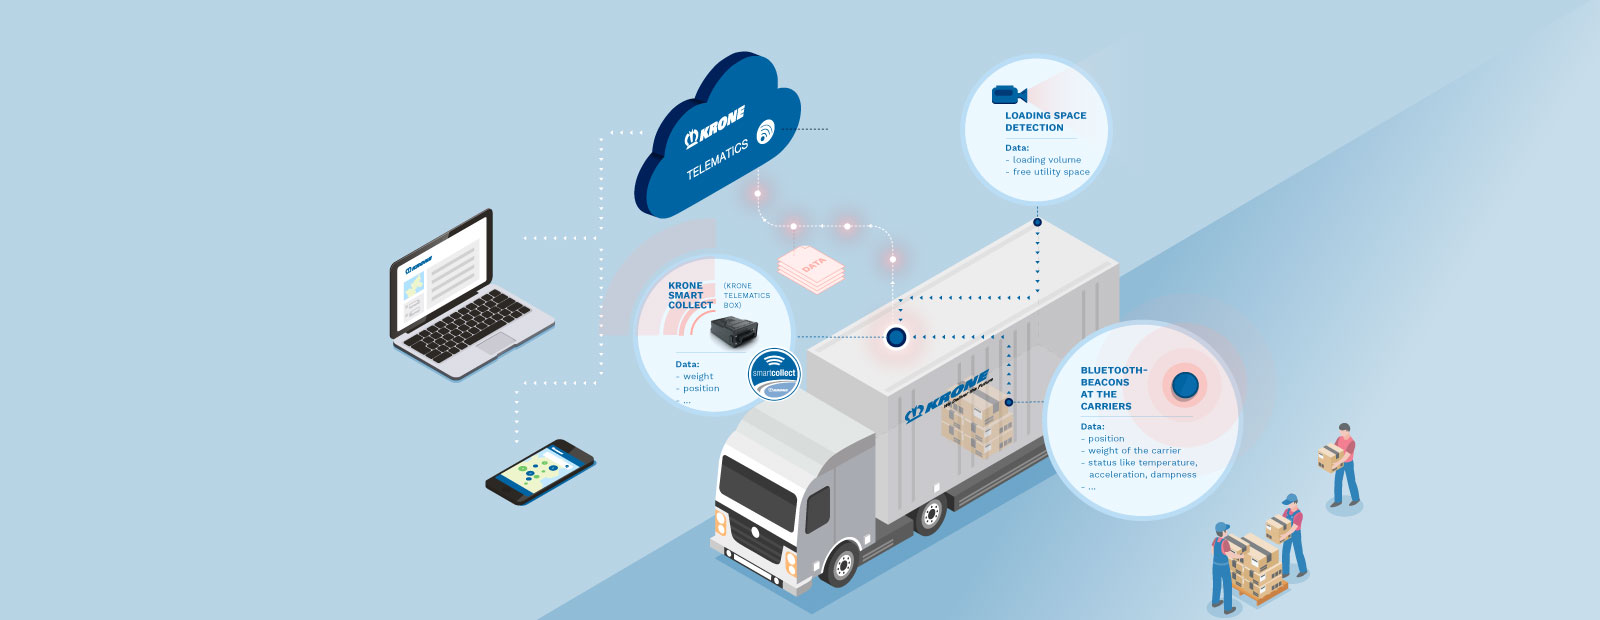 KRONE
TELEMATICS
LOADING SPACE
DETECTION
Data:
- loading volume
- free utility space
KRONE
DATA
KRONE
SMART
COLLECT
(KRONE
TELEMATICS
BOX)
Data:
- weight
- position
- ...
smartcollect
KRONE
We Deliver the Future
BLUETOOTH-
BEACONS
AT THE
CARRIERS
Data:
- position
- weight of the carrier
- status like temperature,
acceleration, dampness
- ...